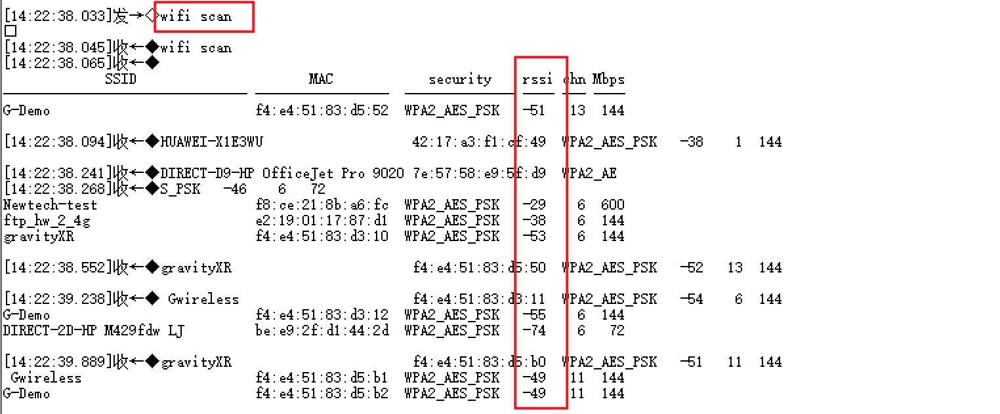 [14:22:38.033]发→◇wifi scan
□
[14:22:38.045]收←◆wifi scan
[14:22:38.065]收←◆
SSID MAC security rssi chn Mbps
G-Demo f4:e4:51:83:d5:52 WPA2_AES_PSK -51 13 144
[14:22:38.094]收←◆HUAWEI-X1E3WU 42:17:a3:f1:cf:49 WPA2_AES_PSK -38 1 144
[14:22:38.241]收←◆DIRECT-D9-HP OfficeJet Pro 9020 7e:57:58:e9:5f:d9 WPA2_AE
[14:22:38.268]收←◆S_PSK -46 6 72
Newtech-test f8:ce:21:8b:a6:fc WPA2_AES_PSK -29 6 600
ftp_hw_2_4g e2:19:01:17:87:d1 WPA2_AES_PSK -38 6 144
gravityXR f4:e4:51:83:d3:10 WPA2_AES_PSK -53 6 144
[14:22:38.552]收←◆gravityXR f4:e4:51:83:d5:50 WPA2_AES_PSK -52 13 144
[14:22:39.238]收←◆ Gwireless f4:e4:51:83:d3:11 WPA2_AES_PSK -54 6 144
G-Demo f4:e4:51:83:d3:12 WPA2_AES_PSK -55 6 144
DIRECT-2D-HP M429fdw LJ be:e9:2f:d1:44:2d WPA2_AES_PSK -74 6 72
[14:22:39.889]收←◆gravityXR f4:e4:51:83:d5:b0 WPA2_AES_PSK -51 11 144
Gwireless f4:e4:51:83:d5:b1 WPA2_AES_PSK -49 11 144
G-Demo f4:e4:51:83:d5:b2 WPA2_AES_PSK -49 11 144